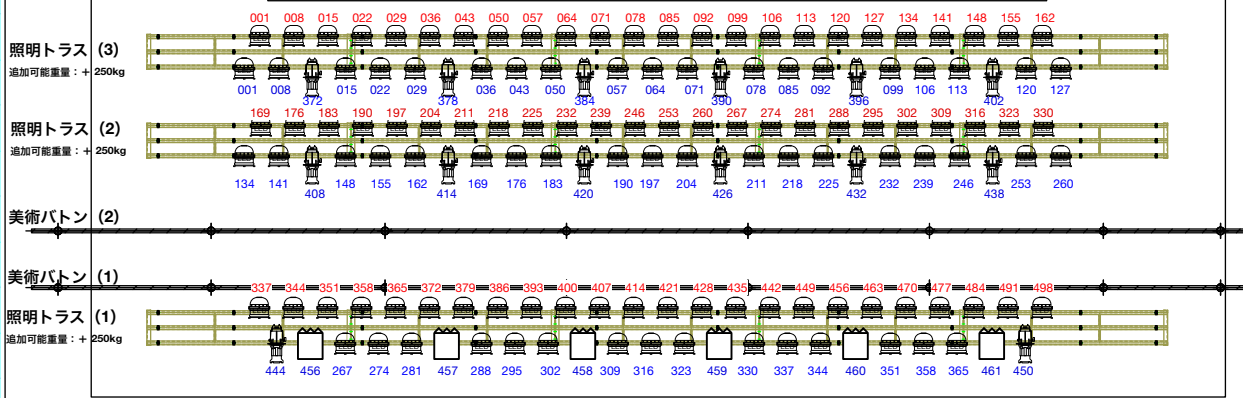 001 008 015 022 029 036 043 050 057 064 071 078 085 092 099 106 113 120 127 134 141 148 155 162
照明トラス (3)
追加可能重量：+ 250kg
001 008 372 015 022 029 378 036 043 050 384 057 064 071 390 078 085 092 396 099 106 113 402 120 127
169 176 183 190 197 204 211 218 225 232 239 246 253 260 267 274 281 288 295 302 309 316 323 330
照明トラス (2)
追加可能重量：+ 250kg
134 141 408 148 155 162 414 169 176 183 420 190 197 204 426 211 218 225 432 232 239 246 438 253 260
美術バトン (2)
美術バトン (1)
337 344 351 358 365 372 379 386 393 400 407 414 421 428 435 442 449 456 463 470 477 484 491 498
照明トラス (1)
追加可能重量：+ 250kg
444 456 267 274 281 457 288 295 302 458 309 316 323 459 330 337 344 460 351 358 365 461 450